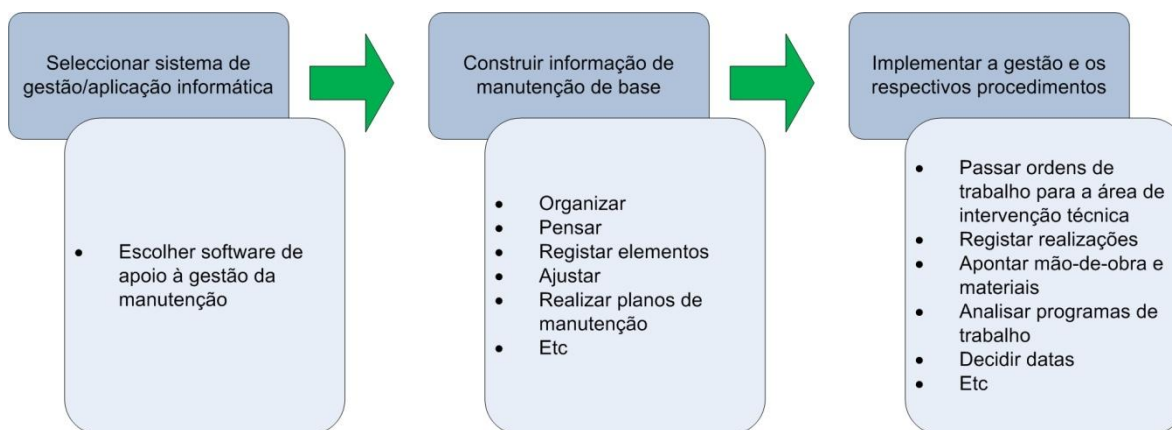 Seleccionar sistema de
gestão/aplicação informática
• Escolher software de
apoio à gestão da
manutenção
Construir informação de
manutenção de base
• Organizar
• Pensar
• Registar elementos
• Ajustar
• Realizar planos de
manutenção
• Etc
Implementar a gestão e os
respectivos procedimentos
• Passar ordens de
trabalho para a área de
intervenção técnica
• Registar realizações
• Apontar mão-de-obra e
materiais
• Analisar programas de
trabalho
• Decidir datas
• Etc